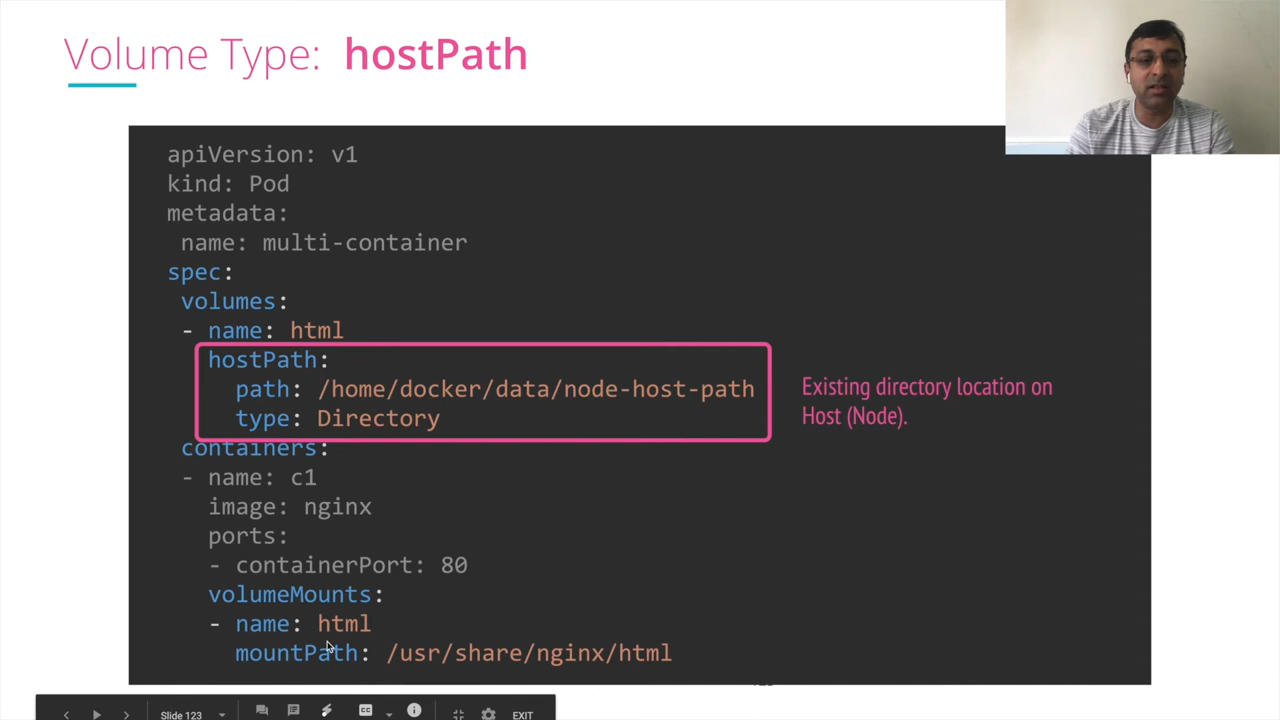 Volume Type: hostPath
apiVersion: v1
kind: Pod
metadata:
name: multi-container
spec:
volumes:
- name: html
hostPath:
path: /home/docker/data/node-host-path
type: Directory
Existing directory location on
Host (Node).
containers:
- name: c1
image: nginx
ports:
- containerPort: 80
volumeMounts:
- name: html
mountPath: /usr/share/nginx/html
Slide 123
CC
EXIT